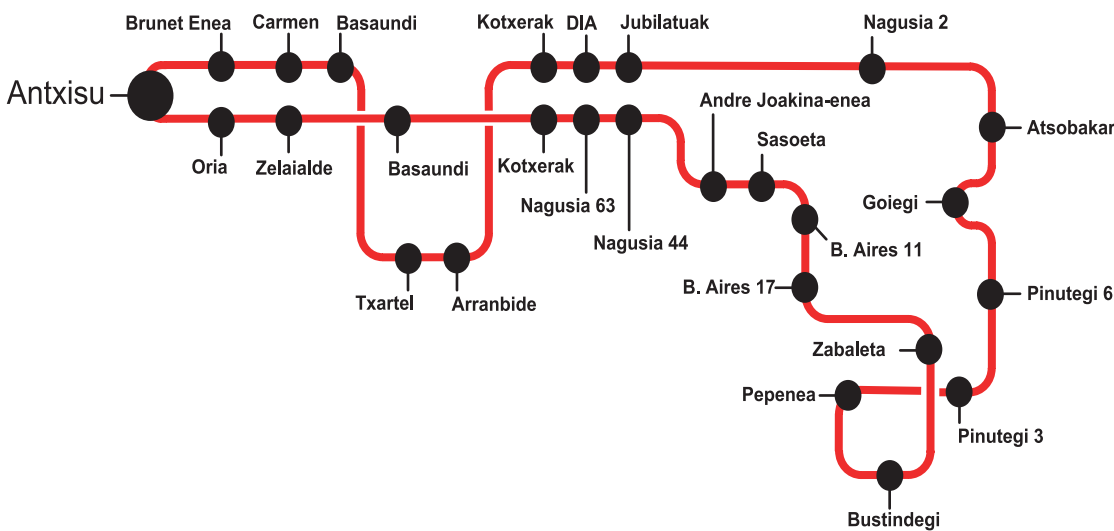 Brunet Enea
Carmen
Basaundi
Kotxerak
DIA
Jubilatuak
Nagusia 2
Antxisu
Andre Joakina-enea
Atsobakar
Sasoeta
Oria
Zelaialde
Basaundi
Kotxerak
Goiegi
Nagusia 63
Nagusia 44
B. Aires 11
B. Aires 17
Pinutegi 6
Txartel
Arranbide
Zabaleta
Pepenea
Pinutegi 3
Bustindegi